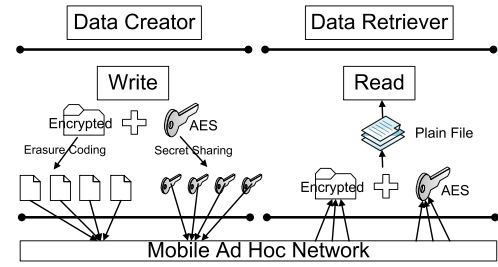 Data Creator
Data Retriever
Write
Read
Encrypted
AES
Plain File
Erasure Coding
Secret Sharing
Encrypted
AES
Mobile Ad Hoc Network